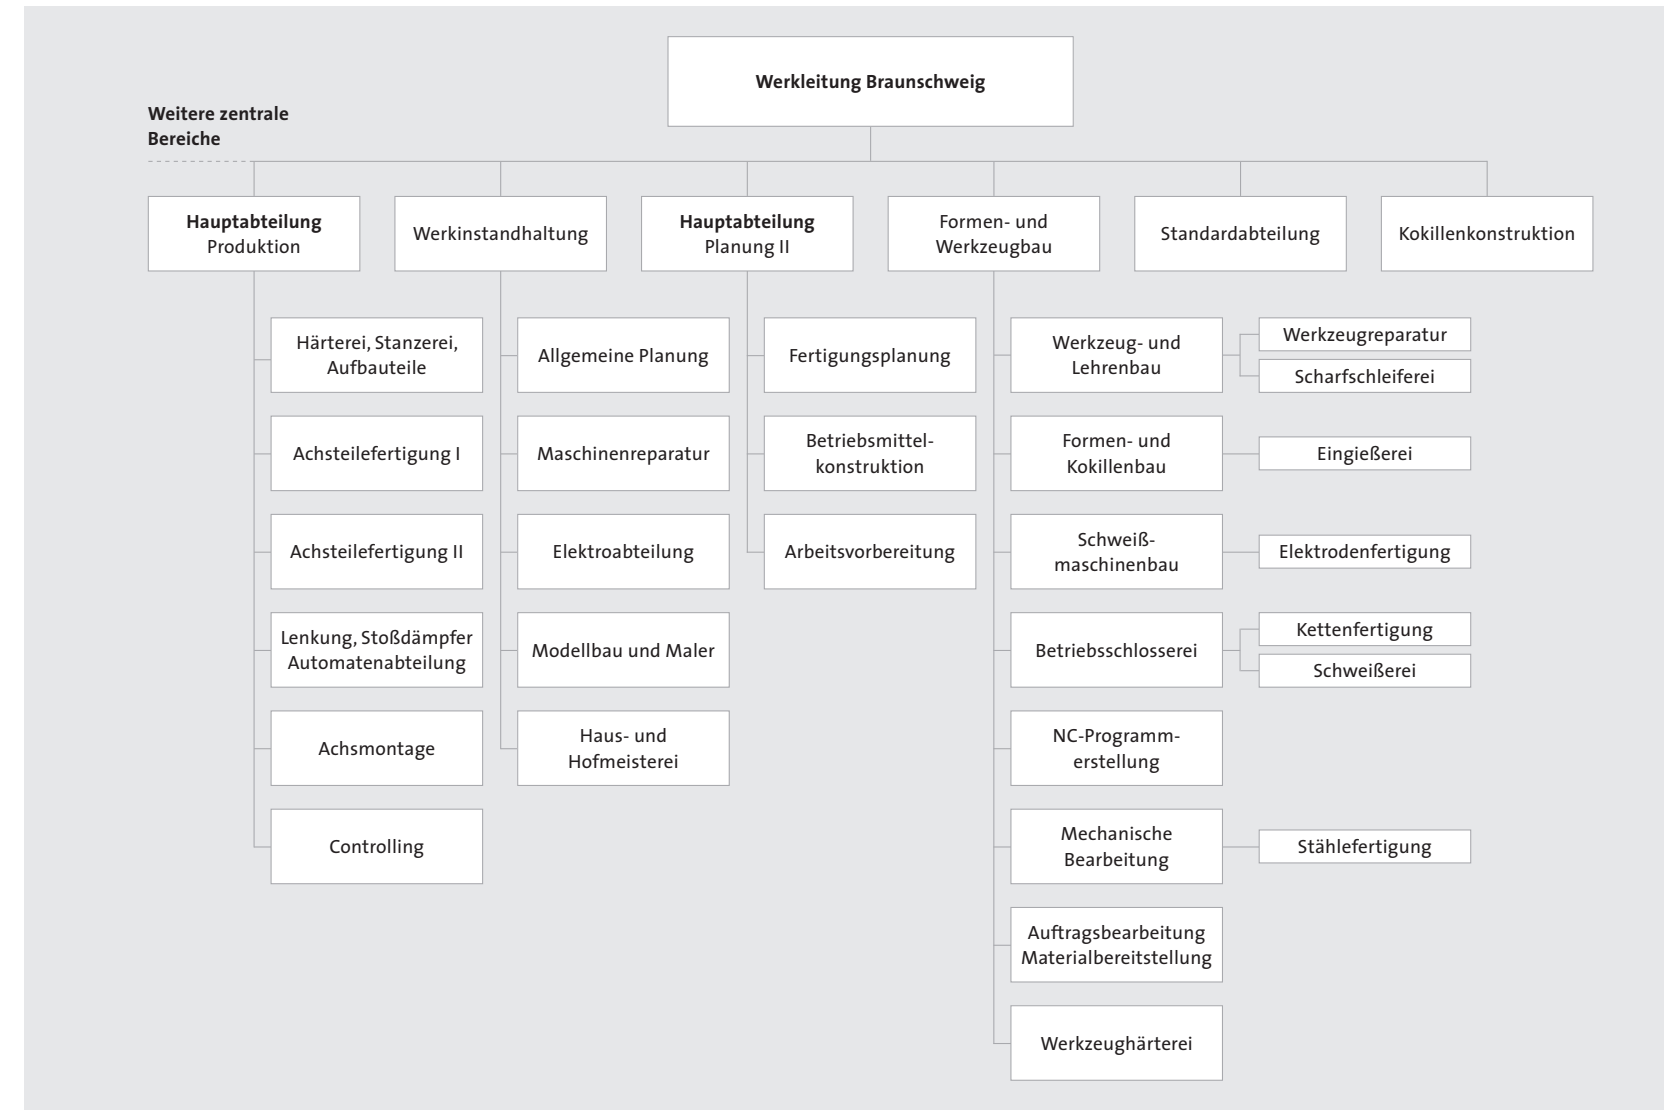 Werkleitung Braunschweig
Weitere zentrale
Bereiche
Hauptabteilung
Produktion
Werkinstandhaltung
Hauptabteilung
Planung II
Formen- und
Werkzeugbau
Standardabteilung
Kokillenkonstruktion
Härterei, Stanzerei,
Aufbauteile
Achsteilefertigung I
Achsteilefertigung II
Lenkung, Stoßdämpfer
Automatenabteilung
Achsmontage
Controlling
Allgemeine Planung
Maschinenreparatur
Elektroabteilung
Modellbau und Maler
Haus- und
Hofmeisterei
Fertigungsplanung
Betriebsmittel-
konstruktion
Arbeitsvorbereitung
Werkzeug- und
Lehrenbau
Werkzeugreparatur
Scharfschleiferei
Formen- und
Kokillenbau
Eingießerei
Schweiß-
maschinenbau
Elektrodenfertigung
Betriebsschlosserei
Kettenfertigung
Schweißerei
NC-Programm-
erstellung
Mechanische
Bearbeitung
Stählefertigung
Auftragsbearbeitung
Materialbereitstellung
Werkzeughärterei